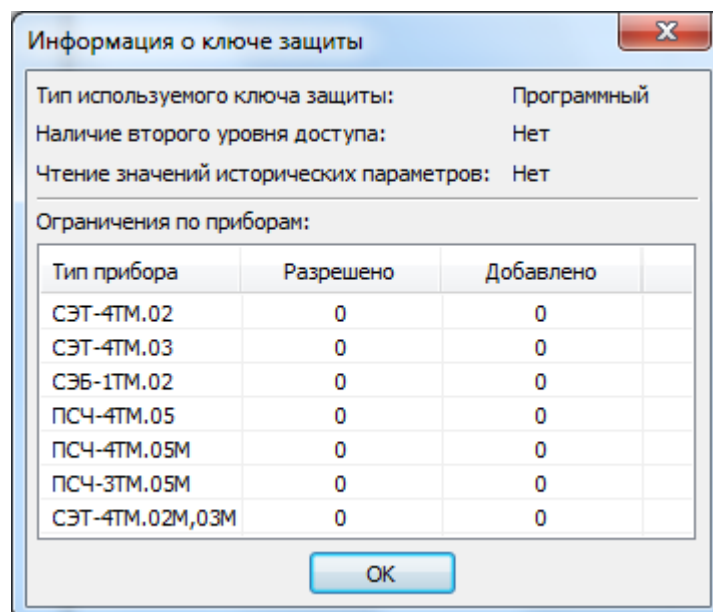 Информация о ключе защиты
Тип используемого ключа защиты: Программный
Наличие второго уровня доступа: Нет
Чтение значений исторических параметров: Нет
Ограничения по приборам:
Тип прибора Разрешено Добавлено
СЭТ-4ТМ.02 0 0
СЭТ-4ТМ.03 0 0
СЭБ-1ТМ.02 0 0
ПСЧ-4ТМ.05 0 0
ПСЧ-4ТМ.05М 0 0
ПСЧ-3ТМ.05М 0 0
СЭТ-4ТМ.02М,03М 0 0
OK